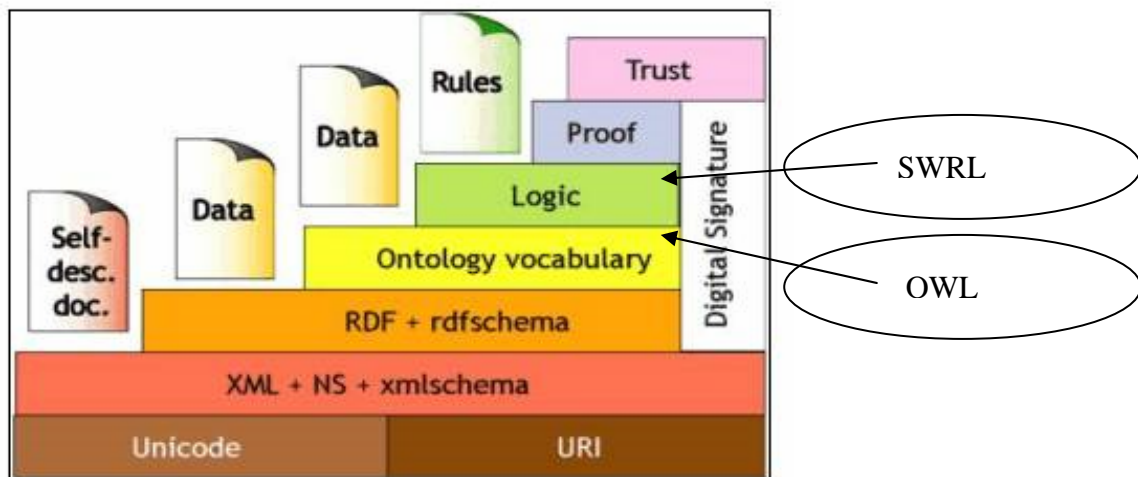 Trust
Rules
Proof
Data
SWRL
Logic
Data
Digital Signature
Self-
desc.
doc.
Ontology vocabulary
OWL
RDF + rdfschema
XML + NS + xmlschema
Unicode
URI